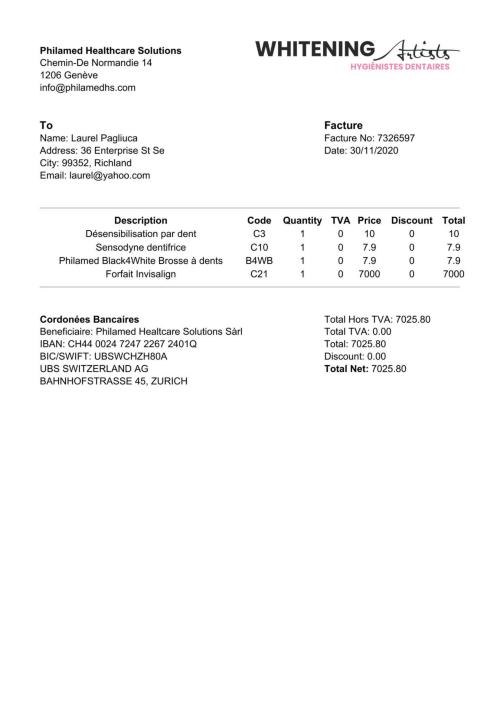 Philamed Healthcare Solutions
Chemin-De Normandie 14
1206 Genève
info@philamedhs.com
WHITENING Artists
HYGIÉNISTES DENTAIRES
To
Name: Laurel Pagliuca
Address: 36 Enterprise St Se
City: 99352, Richland
Email: laurel@yahoo.com
Facture
Facture No: 7326597
Date: 30/11/2020
Description Code Quantity TVA Price Discount Total
Désensibilisation par dent C3 1 0 10 0 10
Sensodyne dentifrice C10 1 0 7.9 0 7.9
Philamed Black4White Brosse à dents B4WB 1 0 7.9 0 7.9
Forfait Invisalign C21 1 0 7000 0 7000
Cordonées Bancaires
Beneficiaire: Philamed Healtcare Solutions Sàrl
IBAN: CH44 0024 7247 2267 2401Q
BIC/SWIFT: UBSWCHZH80A
UBS SWITZERLAND AG
BAHNHOFSTRASSE 45, ZURICH
Total Hors TVA: 7025.80
Total TVA: 0.00
Total: 7025.80
Discount: 0.00
Total Net: 7025.80